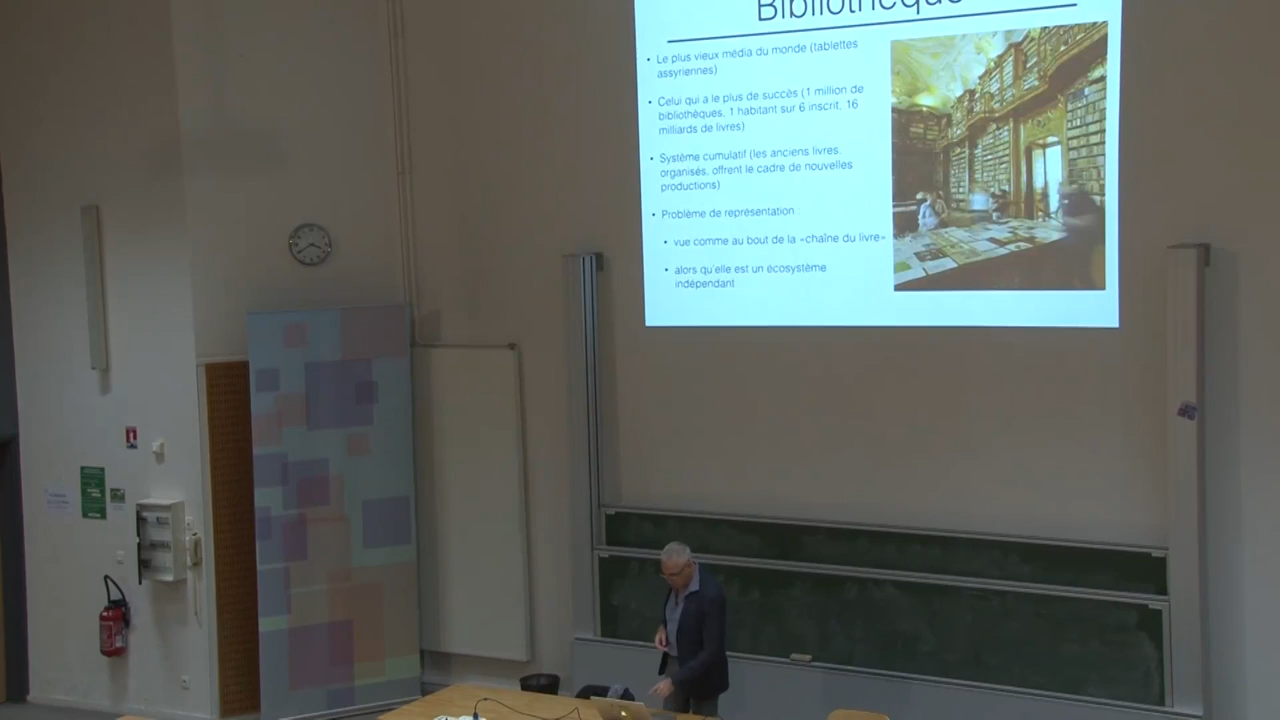 Bibliothèque
• Le plus vieux média du monde (tablettes
assyriennes)
• Celui qui a le plus de succès (1 million de
bibliothèques, 1 habitant sur 6 inscrit, 16
milliards de livres)
• Système cumulatif (les anciens livres,
organisés, offrent le cadre de nouvelles
productions)
• Problème de représentation
• vue comme au bout de la «chaîne du livre»
• alors qu'elle est un écosystème
indépendant